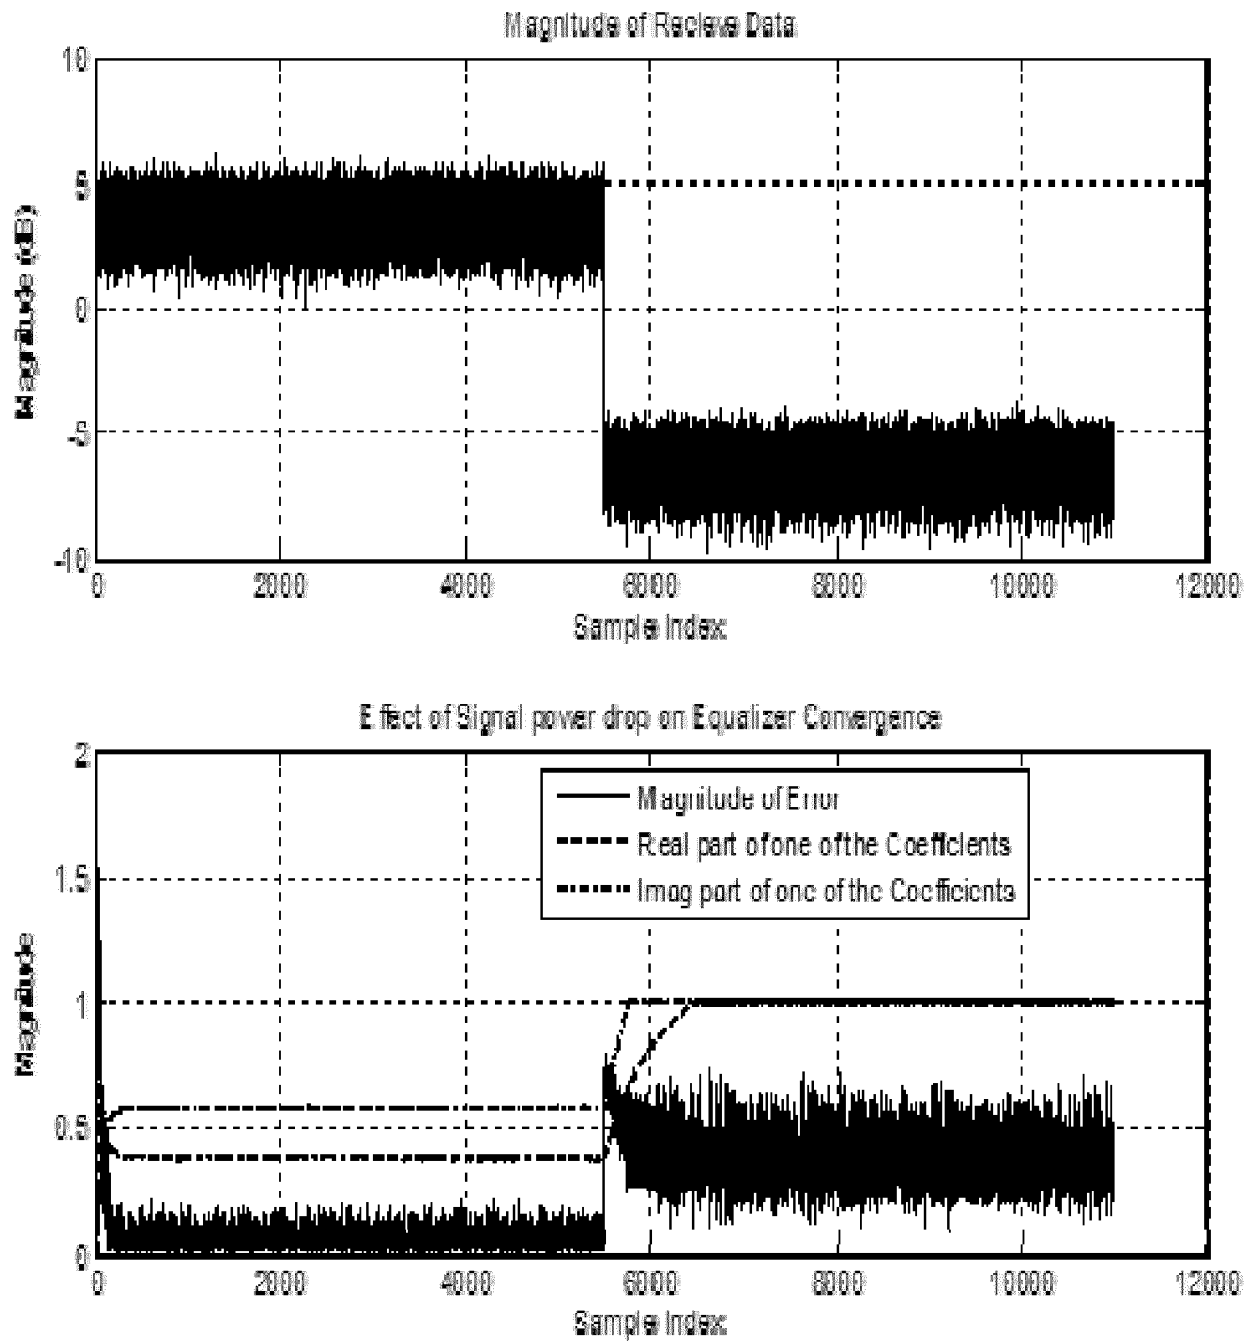 Magnitude of Recieve Data
Magnitude (dB)
10
5
0
-5
-10
0 2000 4000 6000 8000 10000 12000
Sample Index
Effect of Signal power drop on Equalizer Convergence
Magnitude
2
1.5
1
0.5
0
Magnitude of Error
Real part of one of the Coefficients
Imag part of one of the Coefficients
0 2000 4000 6000 8000 10000 12000
Sample Index